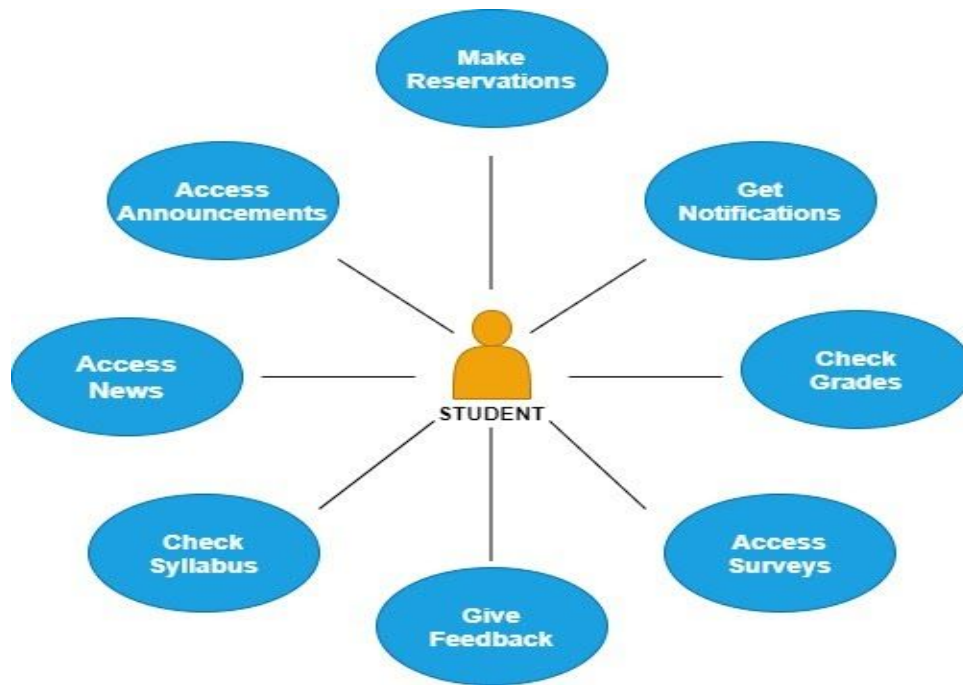 Make
Reservations
Access
Announcements
Get
Notifications
Access
News
Check
Grades
STUDENT
Check
Syllabus
Access
Surveys
Give
Feedback